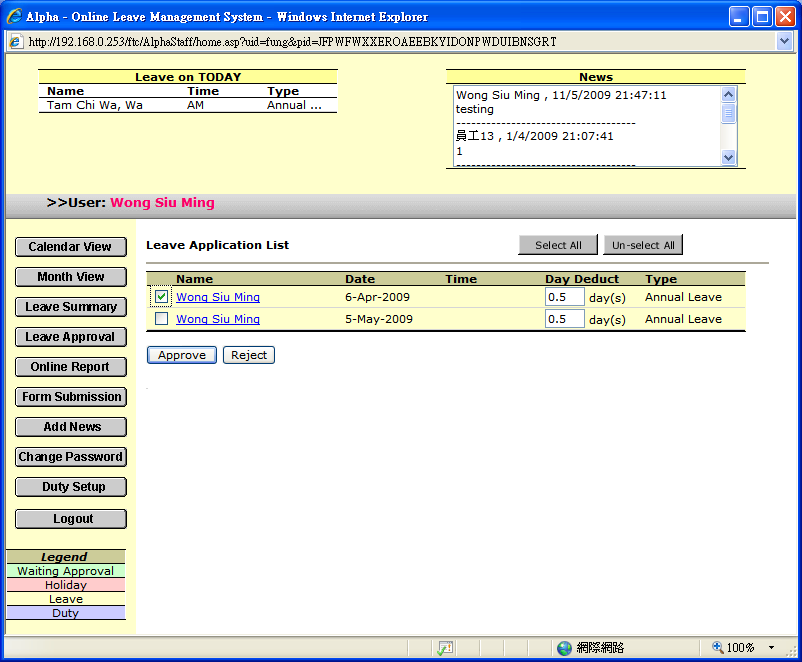 Alpha - Online Leave Management System - Windows Internet Explorer
http://192.168.0.253/ftc/AlphaStaff/home.asp?uid=fung&pid=JFPWFWXXEROAEEBKYIDONPWDUIBNSGRT
Leave on TODAY
Name Time Type
Tam Chi Wa, Wa AM Annual ...
News
Wong Siu Ming , 11/5/2009 21:47:11
testing
------------------------------------
員工13 , 1/4/2009 21:07:41
1
------------------------------------
>>User: Wong Siu Ming
Calendar View
Month View
Leave Summary
Leave Approval
Online Report
Form Submission
Add News
Change Password
Duty Setup
Logout
Legend
Waiting Approval
Holiday
Leave
Duty
Leave Application List Select All Un-select All
Name Date Time Day Deduct Type
Wong Siu Ming 6-Apr-2009 0.5 day(s) Annual Leave
Wong Siu Ming 5-May-2009 0.5 day(s) Annual Leave
Approve Reject
網際網路 100%